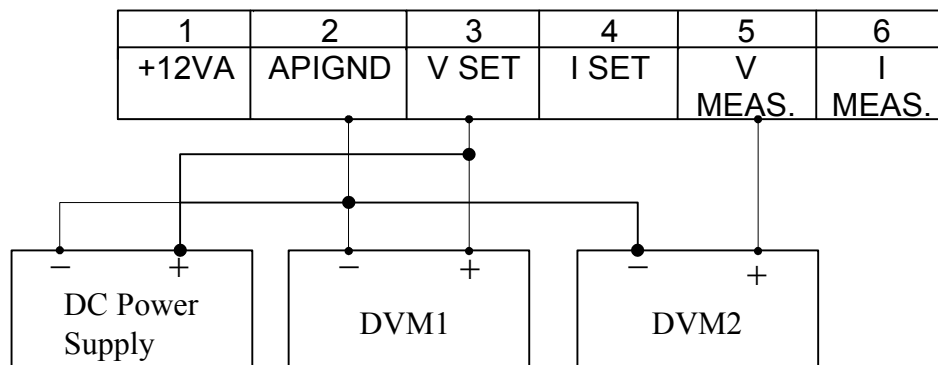 1 2 3 4 5 6
+12VA APIGND V SET I SET V I
MEAS. MEAS.
− + − + − +
DC Power
Supply
DVM1
DVM2